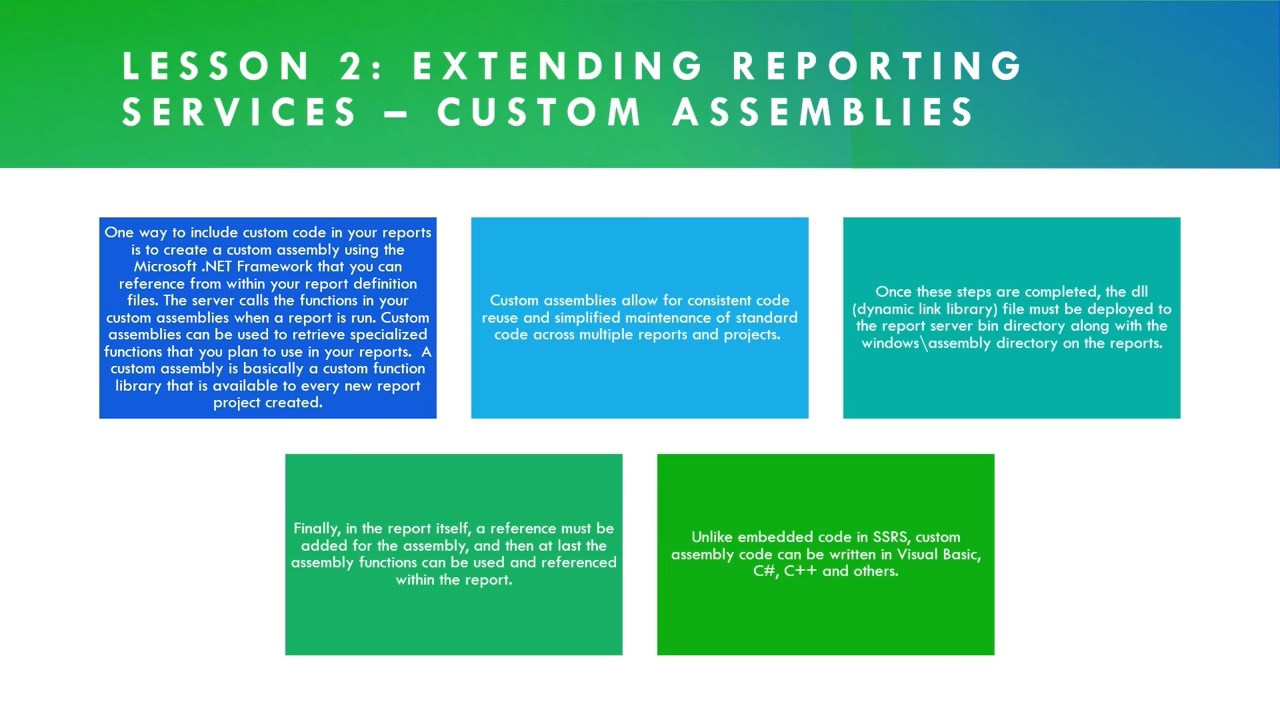 LESSON 2: EXTENDING REPORTING
SERVICES – CUSTOM ASSEMBLIES
One way to include custom code in your reports
is to create a custom assembly using the
Microsoft .NET Framework that you can
reference from within your report definition
files. The server calls the functions in your
custom assemblies when a report is run. Custom
assemblies can be used to retrieve specialized
functions that you plan to use in your reports.  A
custom assembly is basically a custom function
library that is available to every new report
project created.
Custom assemblies allow for consistent code
reuse and simplified maintenance of standard
code across multiple reports and projects.
Once these steps are completed, the dll
(dynamic link library) file must be deployed to
the report server bin directory along with the
windows\assembly directory on the reports.
Finally, in the report itself, a reference must be
added for the assembly, and then at last the
assembly functions can be used and referenced
within the report.
Unlike embedded code in SSRS, custom
assembly code can be written in Visual Basic,
C#, C++ and others.